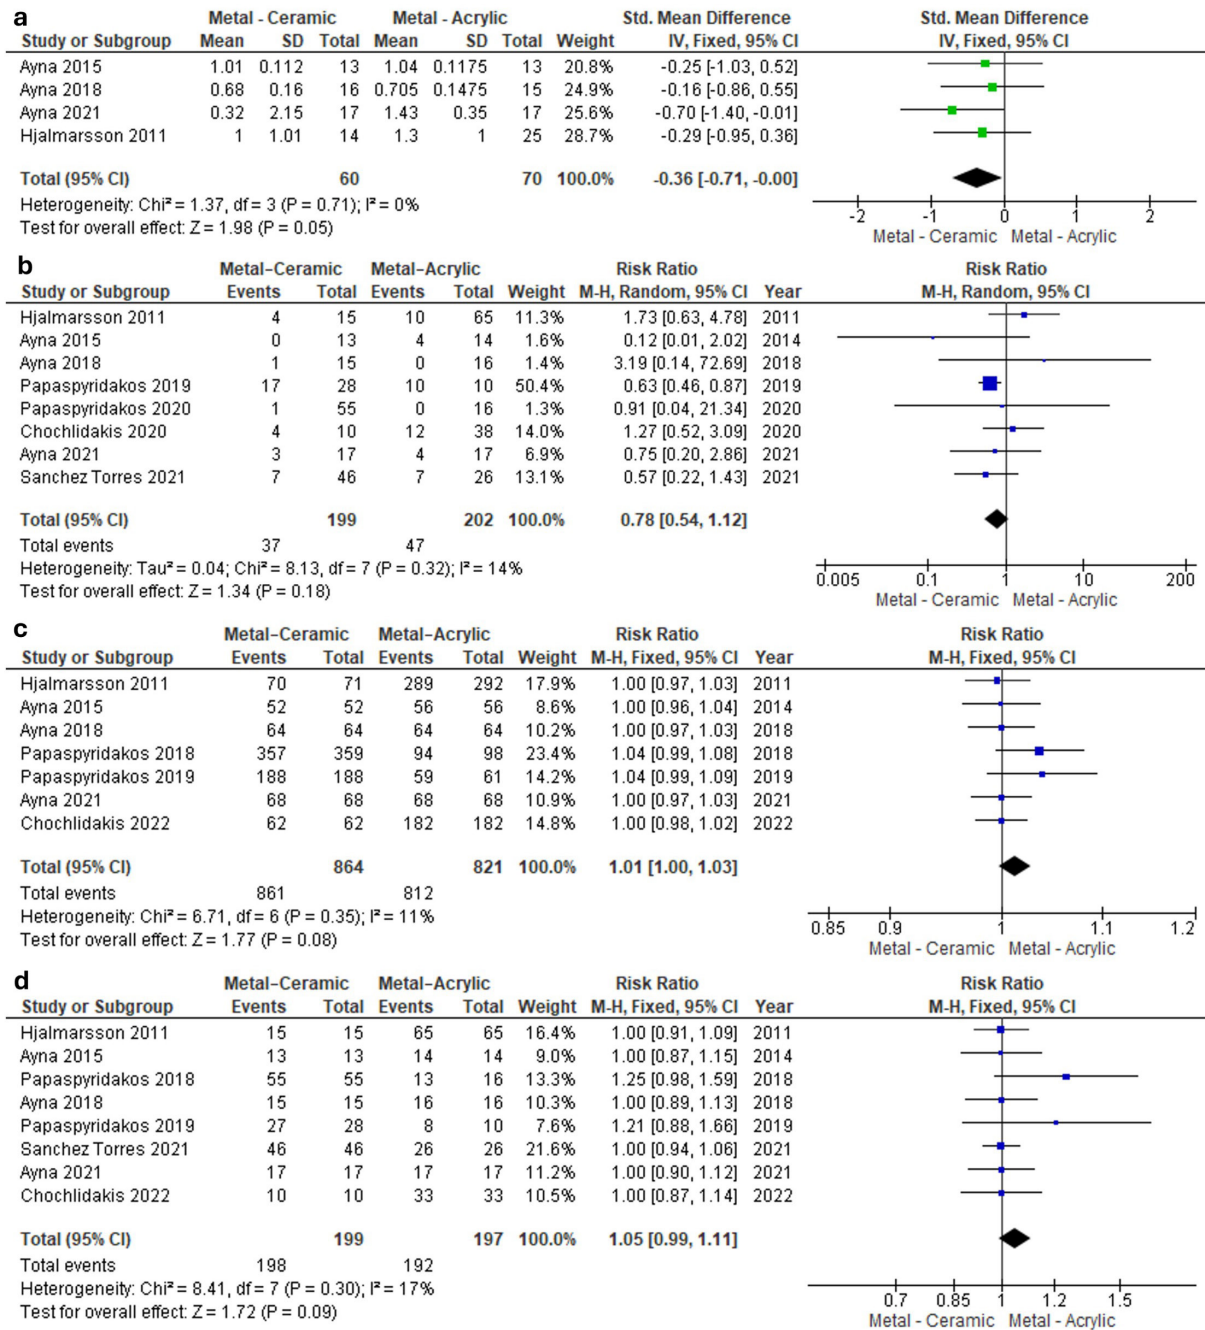 a
Metal - Ceramic Metal - Acrylic Std. Mean Difference Std. Mean Difference
Study or Subgroup Mean SD Total Mean SD Total Weight IV, Fixed, 95% CI IV, Fixed, 95% CI
Ayna 2015 1.01 0.112 13 1.04 0.1175 13 20.8% -0.25 [-1.03, 0.52]
Ayna 2018 0.68 0.16 16 0.705 0.1475 15 24.9% -0.16 [-0.86, 0.55]
Ayna 2021 0.32 2.15 17 1.43 0.35 17 25.6% -0.70 [-1.40, -0.01]
Hjalmarsson 2011 1 1.01 14 1.3 1 25 28.7% -0.29 [-0.95, 0.36]
Total (95% CI) 60 70 100.0% -0.36 [-0.71, -0.00]
Heterogeneity: Chi² = 1.37, df = 3 (P = 0.71); I² = 0%
Test for overall effect: Z = 1.98 (P = 0.05)
-2 -1 0 1 2
Metal - Ceramic Metal - Acrylic
b
Metal-Ceramic Metal-Acrylic Risk Ratio Risk Ratio
Study or Subgroup Events Total Events Total Weight M-H, Random, 95% CI Year M-H, Random, 95% CI
Hjalmarsson 2011 4 15 10 65 11.3% 1.73 [0.63, 4.78] 2011
Ayna 2015 0 13 4 14 1.6% 0.12 [0.01, 2.02] 2014
Ayna 2018 1 15 0 16 1.4% 3.19 [0.14, 72.69] 2018
Papaspyridakos 2019 17 28 10 10 50.4% 0.63 [0.46, 0.87] 2019
Papaspyridakos 2020 1 55 0 16 1.3% 0.91 [0.04, 21.34] 2020
Chochlidakis 2020 4 10 12 38 14.0% 1.27 [0.52, 3.09] 2020
Ayna 2021 3 17 4 17 6.9% 0.75 [0.20, 2.86] 2021
Sanchez Torres 2021 7 46 7 26 13.1% 0.57 [0.22, 1.43] 2021
Total (95% CI) 199 202 100.0% 0.78 [0.54, 1.12]
Total events 37 47
Heterogeneity: Tau² = 0.04; Chi² = 8.13, df = 7 (P = 0.32); I² = 14%
Test for overall effect: Z = 1.34 (P = 0.18)
0.005 0.1 1 10 200
Metal - Ceramic Metal - Acrylic
c
Metal-Ceramic Metal-Acrylic Risk Ratio Risk Ratio
Study or Subgroup Events Total Events Total Weight M-H, Fixed, 95% CI Year M-H, Fixed, 95% CI
Hjalmarsson 2011 70 71 289 292 17.9% 1.00 [0.97, 1.03] 2011
Ayna 2015 52 52 56 56 8.6% 1.00 [0.96, 1.04] 2014
Ayna 2018 64 64 64 64 10.2% 1.00 [0.97, 1.03] 2018
Papaspyridakos 2018 357 359 94 98 23.4% 1.04 [0.99, 1.08] 2018
Papaspyridakos 2019 188 188 59 61 14.2% 1.04 [0.99, 1.09] 2019
Ayna 2021 68 68 68 68 10.9% 1.00 [0.97, 1.03] 2021
Chochlidakis 2022 62 62 182 182 14.8% 1.00 [0.98, 1.02] 2022
Total (95% CI) 864 821 100.0% 1.01 [1.00, 1.03]
Total events 861 812
Heterogeneity: Chi² = 6.71, df = 6 (P = 0.35); I² = 11%
Test for overall effect: Z = 1.77 (P = 0.08)
0.85 0.9 1 1.1 1.2
Metal - Ceramic Metal - Acrylic
d
Metal-Ceramic Metal-Acrylic Risk Ratio Risk Ratio
Study or Subgroup Events Total Events Total Weight M-H, Fixed, 95% CI Year M-H, Fixed, 95% CI
Hjalmarsson 2011 15 15 65 65 16.4% 1.00 [0.91, 1.09] 2011
Ayna 2015 13 13 14 14 9.0% 1.00 [0.87, 1.15] 2014
Papaspyridakos 2018 55 55 13 16 13.3% 1.25 [0.98, 1.59] 2018
Ayna 2018 15 15 16 16 10.3% 1.00 [0.89, 1.13] 2018
Papaspyridakos 2019 27 28 8 10 7.6% 1.21 [0.88, 1.66] 2019
Sanchez Torres 2021 46 46 26 26 21.6% 1.00 [0.94, 1.06] 2021
Ayna 2021 17 17 17 17 11.2% 1.00 [0.90, 1.12] 2021
Chochlidakis 2022 10 10 33 33 10.5% 1.00 [0.87, 1.14] 2022
Total (95% CI) 199 197 100.0% 1.05 [0.99, 1.11]
Total events 198 192
Heterogeneity: Chi² = 8.41, df = 7 (P = 0.30); I² = 17%
Test for overall effect: Z = 1.72 (P = 0.09)
0.7 0.85 1 1.2 1.5
Metal - Ceramic Metal - Acrylic